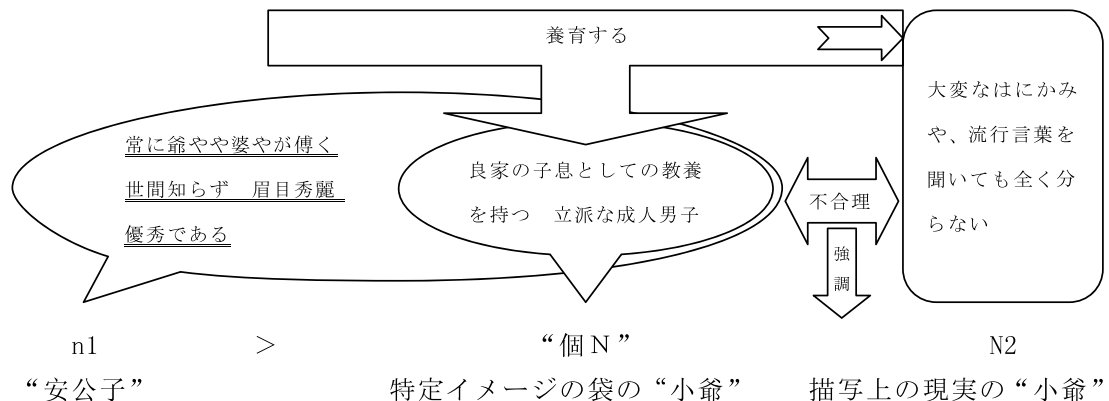 養育する
常に爺やや婆やが傅く
世間知らず 眉目秀麗
優秀である
良家の子息としての教養
を持つ 立派な成人男子
不合理
強調
大変なはにかみ
や、流行言葉を
聞いても全く分
らない
n1 > “個N” N2
“安公子” 特定イメージの袋の“小爺” 描写上の現実の“小爺”